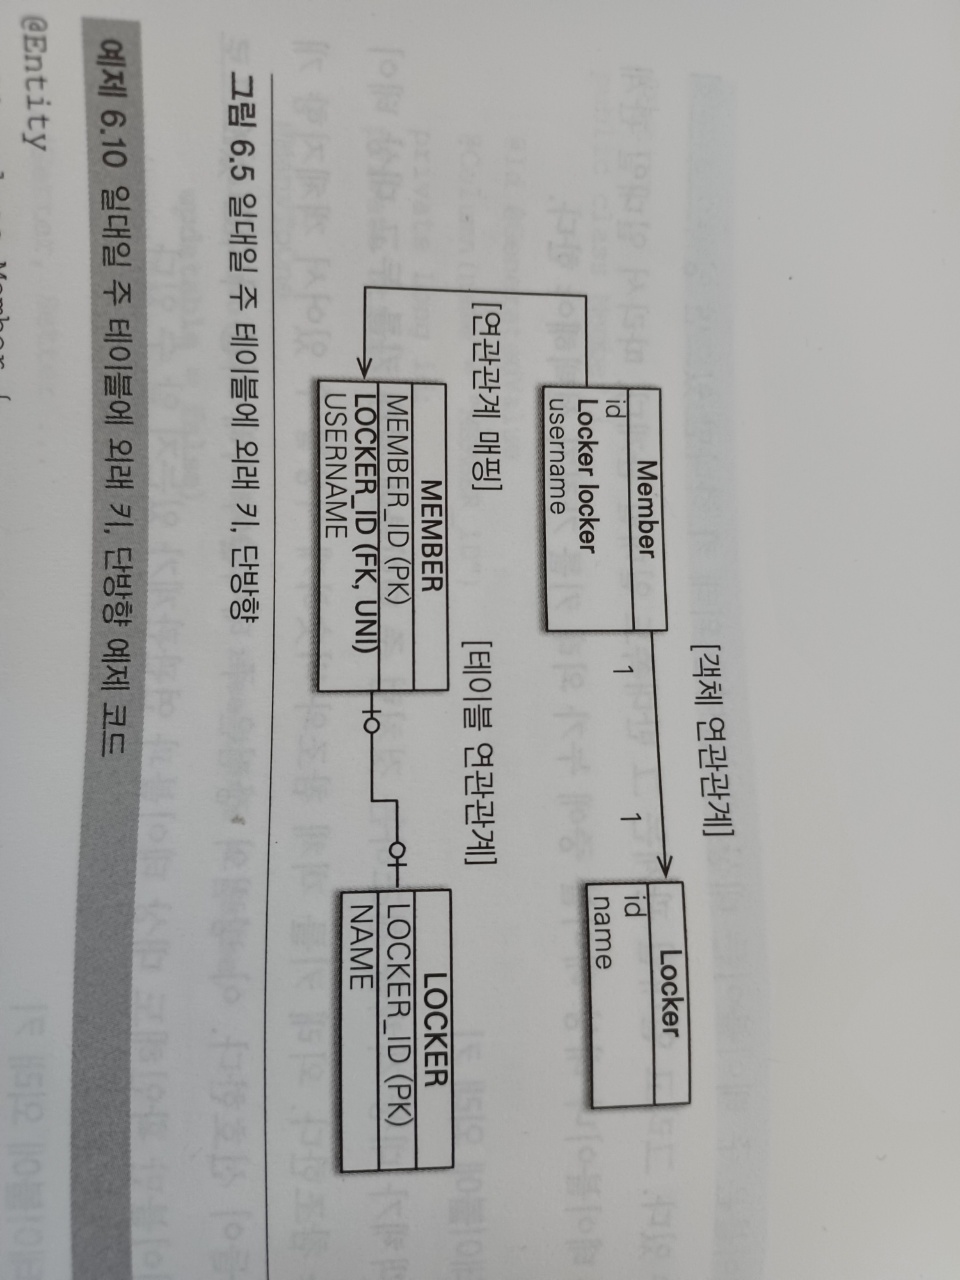 [객체 연관관계]
Member
id
Locker locker
username
1
1
Locker
id
name
[연관관계 매핑]
[테이블 연관관계]
MEMBER
MEMBER_ID (PK)
LOCKER_ID (FK, UNI)
USERNAME
LOCKER
LOCKER_ID (PK)
NAME
그림 6.5 일대일 주 테이블에 외래 키, 단방향
예제 6.10 일대일 주 테이블에 외래 키, 단방향 예제 코드
@Entity
class Member {